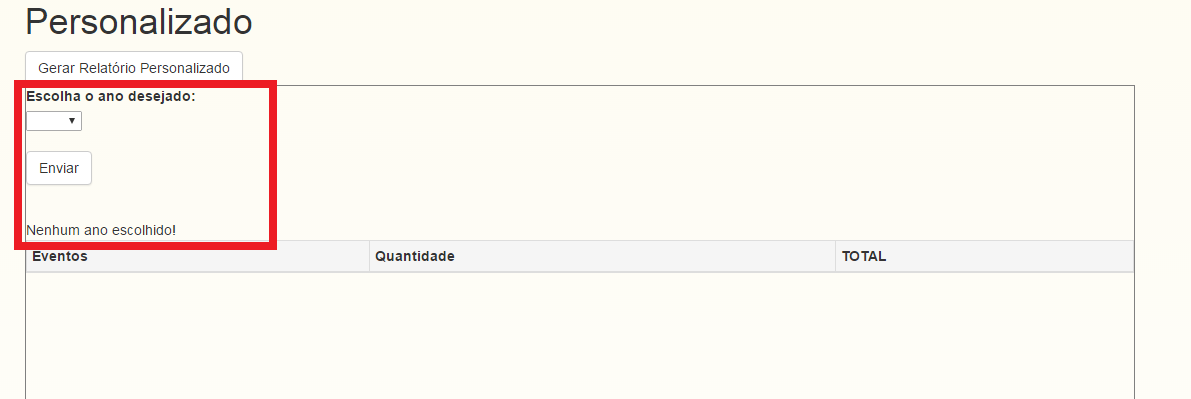 Personalizado
Gerar Relatório Personalizado
Escolha o ano desejado:
Enviar
Nenhum ano escolhido!
Eventos Quantidade TOTAL